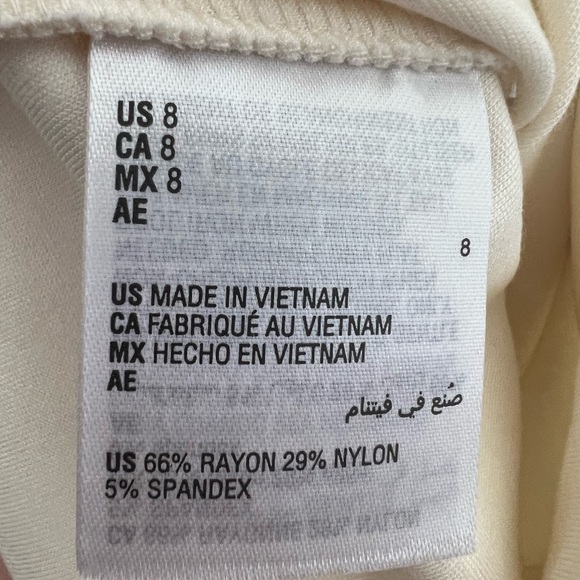 US 8
CA 8
MX 8
AE
8
US MADE IN VIETNAM
CA FABRIQUÉ AU VIETNAM
MX HECHO EN VIETNAM
AE
صُنع في فيتنام
US 66% RAYON 29% NYLON
5% SPANDEX